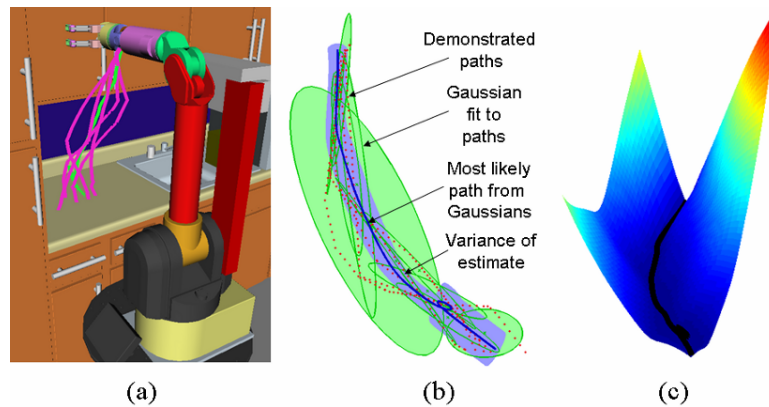 Demonstrated
paths
Gaussian
fit to
paths
Most likely
path from
Gaussians
Variance of
estimate
(a)
(b)
(c)